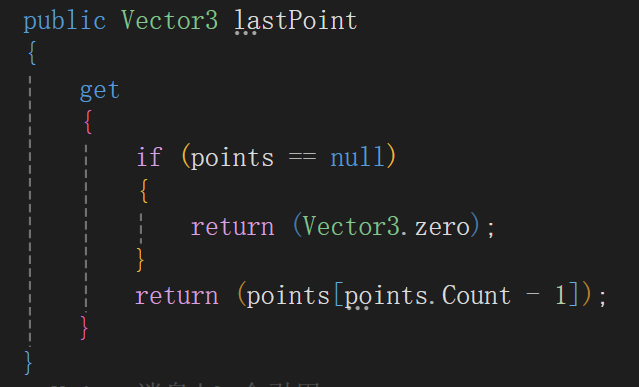 public Vector3 lastPoint
{
get
{
if (points == null)
{
return (Vector3.zero);
}
return (points[points.Count - 1]);
}
}